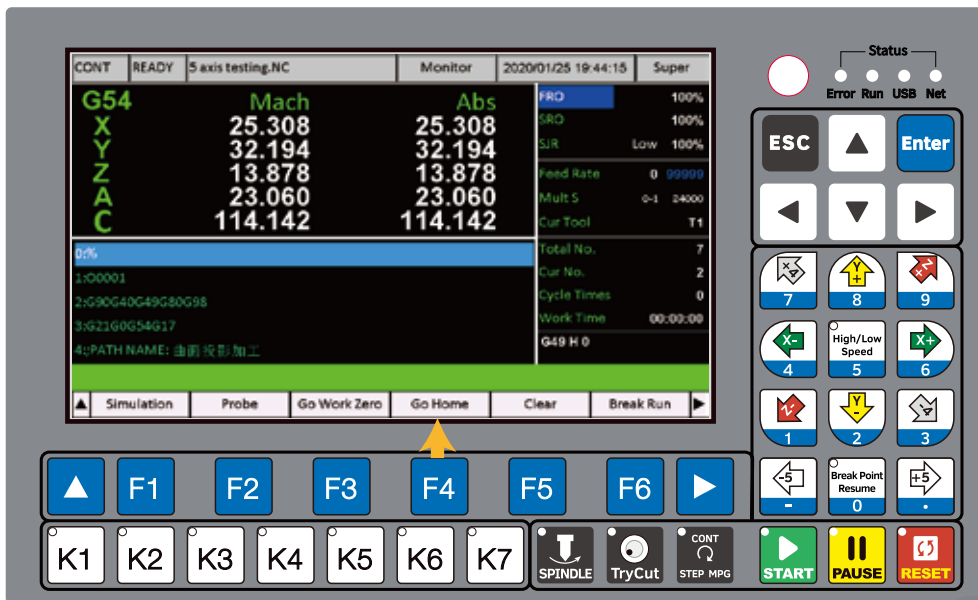 CONT READY 5 axis testing.NC Monitor 2020/01/25 19:44:15 Super
G54 Mach Abs
X 25.308 25.308
Y 32.194 32.194
Z 13.878 13.878
A 23.060 23.060
C 114.142 114.142
FRO 100%
SRO 100%
SJR Low 100%
Feed Rate 0 99999
Mult S 0-1 24000
Cur Tool T1
Total No. 7
Cur No. 2
Cycle Times 0
Work Time 00:00:00
G49 H 0
0:%
1:O0001
2:G90G40G49G80G98
3:G21G0G54G17
4:;PATH NAME: 曲面投影加工
▲ Simulation Probe Go Work Zero Go Home Clear Break Run ▶
Status
Error Run USB Net
ESC ▲ Enter
◀ ▼ ▶
7 Y+ 8 9
X- 4 High/Low Speed 5 X+ 6
1 Y- 2 3
-5 - Break Point Resume 0 +5 .
▲ F1 F2 F3 F4 F5 F6 ▶
K1 K2 K3 K4 K5 K6 K7
SPINDLE TryCut CONT STEP MPG START PAUSE RESET